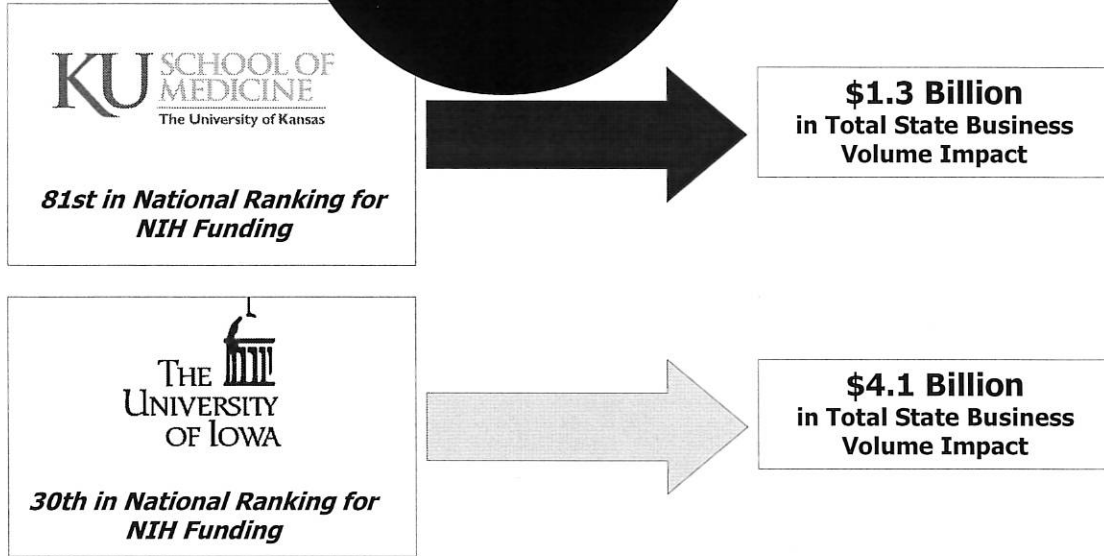 KU SCHOOL OF
MEDICINE
The University of Kansas
81st in National Ranking for
NIH Funding
$1.3 Billion
in Total State Business
Volume Impact
THE
UNIVERSITY
OF IOWA
30th in National Ranking for
NIH Funding
$4.1 Billion
in Total State Business
Volume Impact